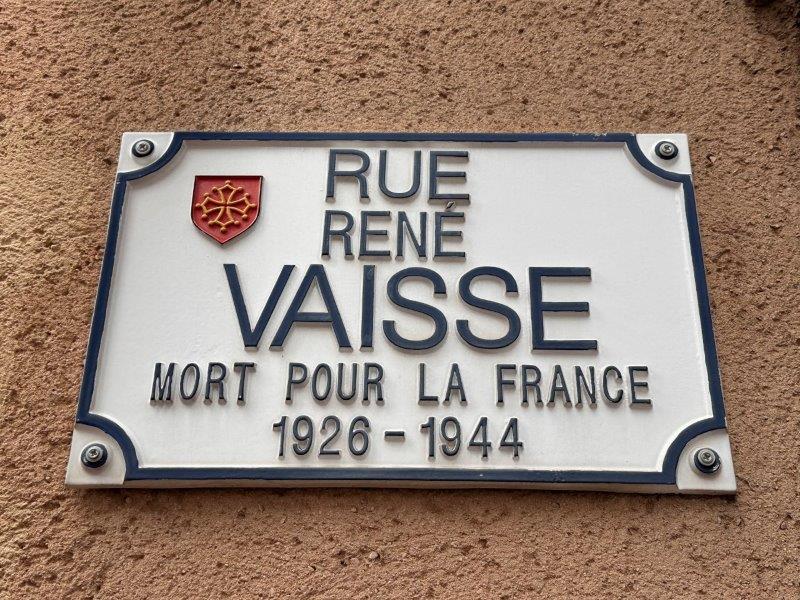 RUE
RENÉ
VAISSE
MORT POUR LA FRANCE
1926 - 1944